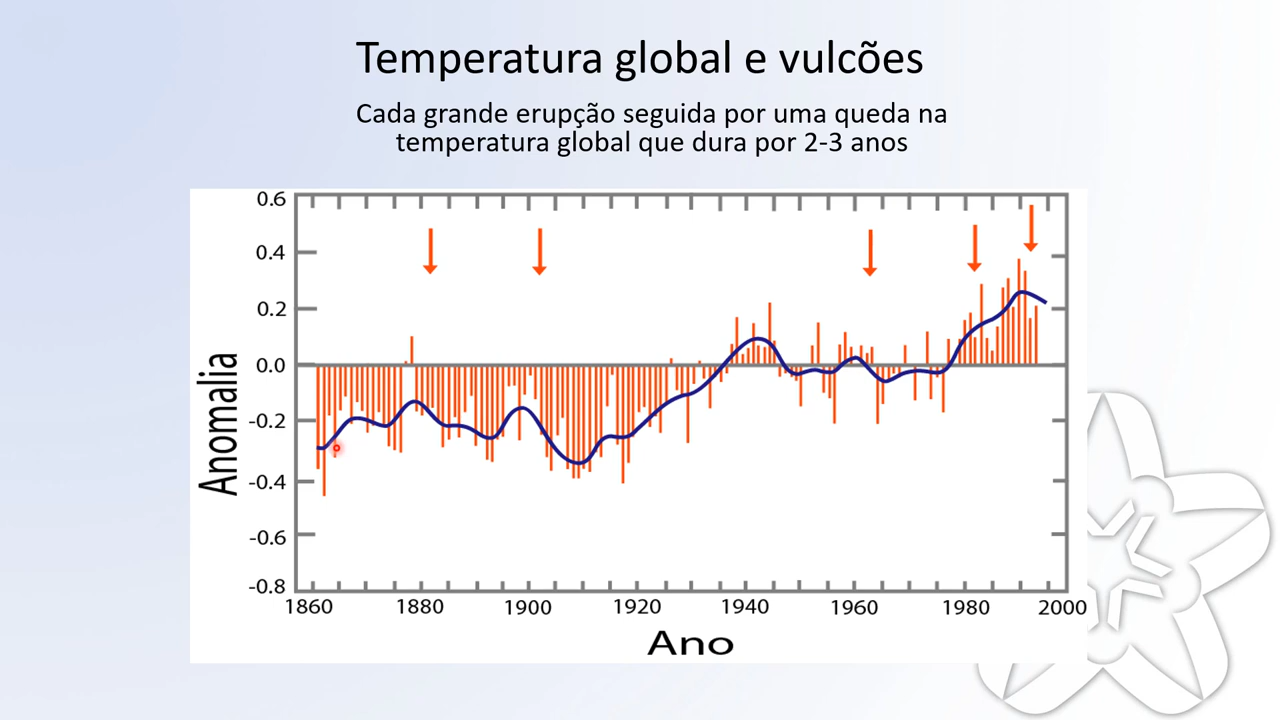 Temperatura global e vulcões
Cada grande erupção seguida por uma queda na
temperatura global que dura por 2-3 anos
0.6
0.4
0.2
0.0
-0.2
-0.4
-0.6
-0.8
Anomalia
1860 1880 1900 1920 1940 1960 1980 2000
Ano